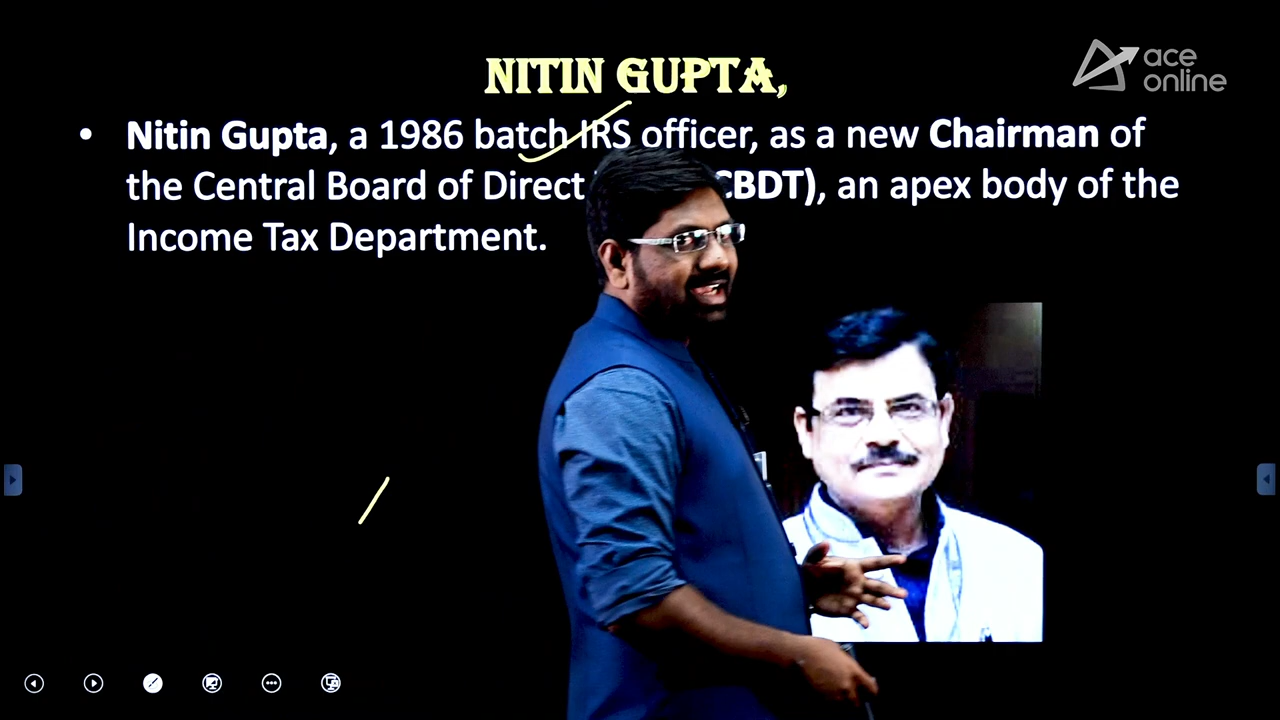 ace
online
NITIN GUPTA,
• Nitin Gupta, a 1986 batch IRS officer, as a new Chairman of
the Central Board of Direct CBDT), an apex body of the
Income Tax Department.